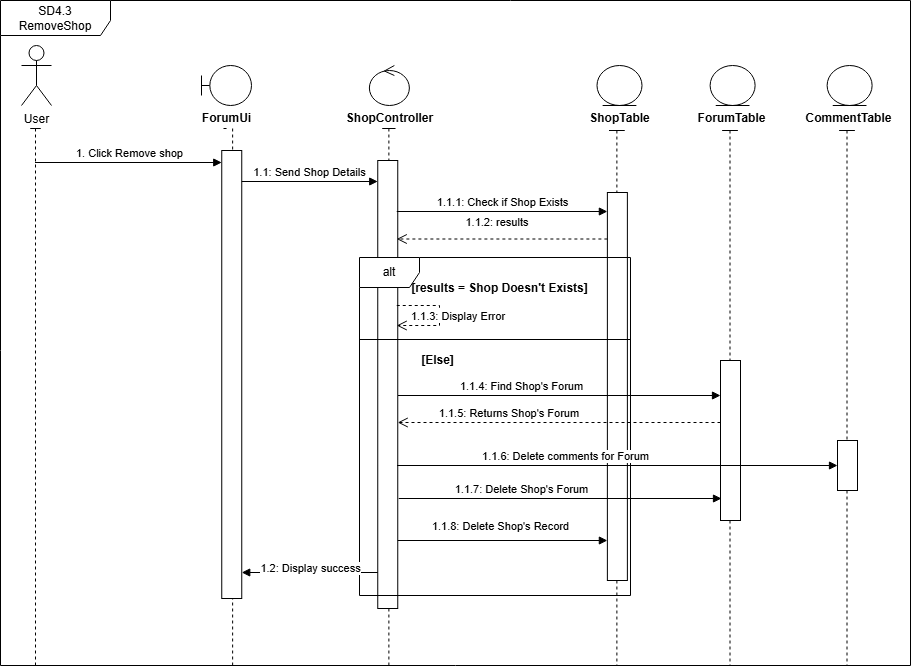 SD4.3
RemoveShop
User
ForumUi
ShopController
ShopTable
ForumTable
CommentTable
1. Click Remove shop
1.1: Send Shop Details
1.1.1: Check if Shop Exists
1.1.2: results
alt
[results = Shop Doesn't Exists]
1.1.3: Display Error
[Else]
1.1.4: Find Shop's Forum
1.1.5: Returns Shop's Forum
1.1.6: Delete comments for Forum
1.1.7: Delete Shop's Forum
1.1.8: Delete Shop's Record
1.2: Display success